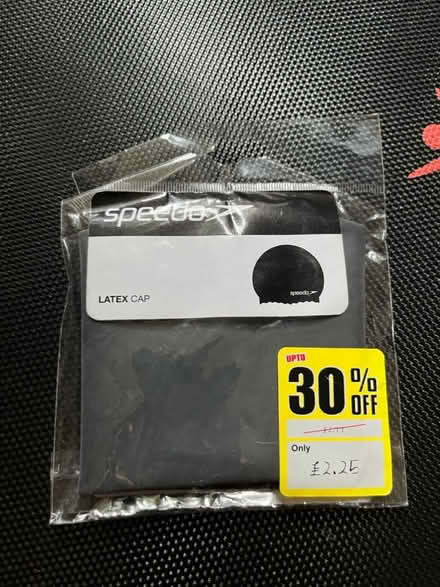 speedo
LATEX CAP
speedo
UPTO
30% OFF
Only
£2.25